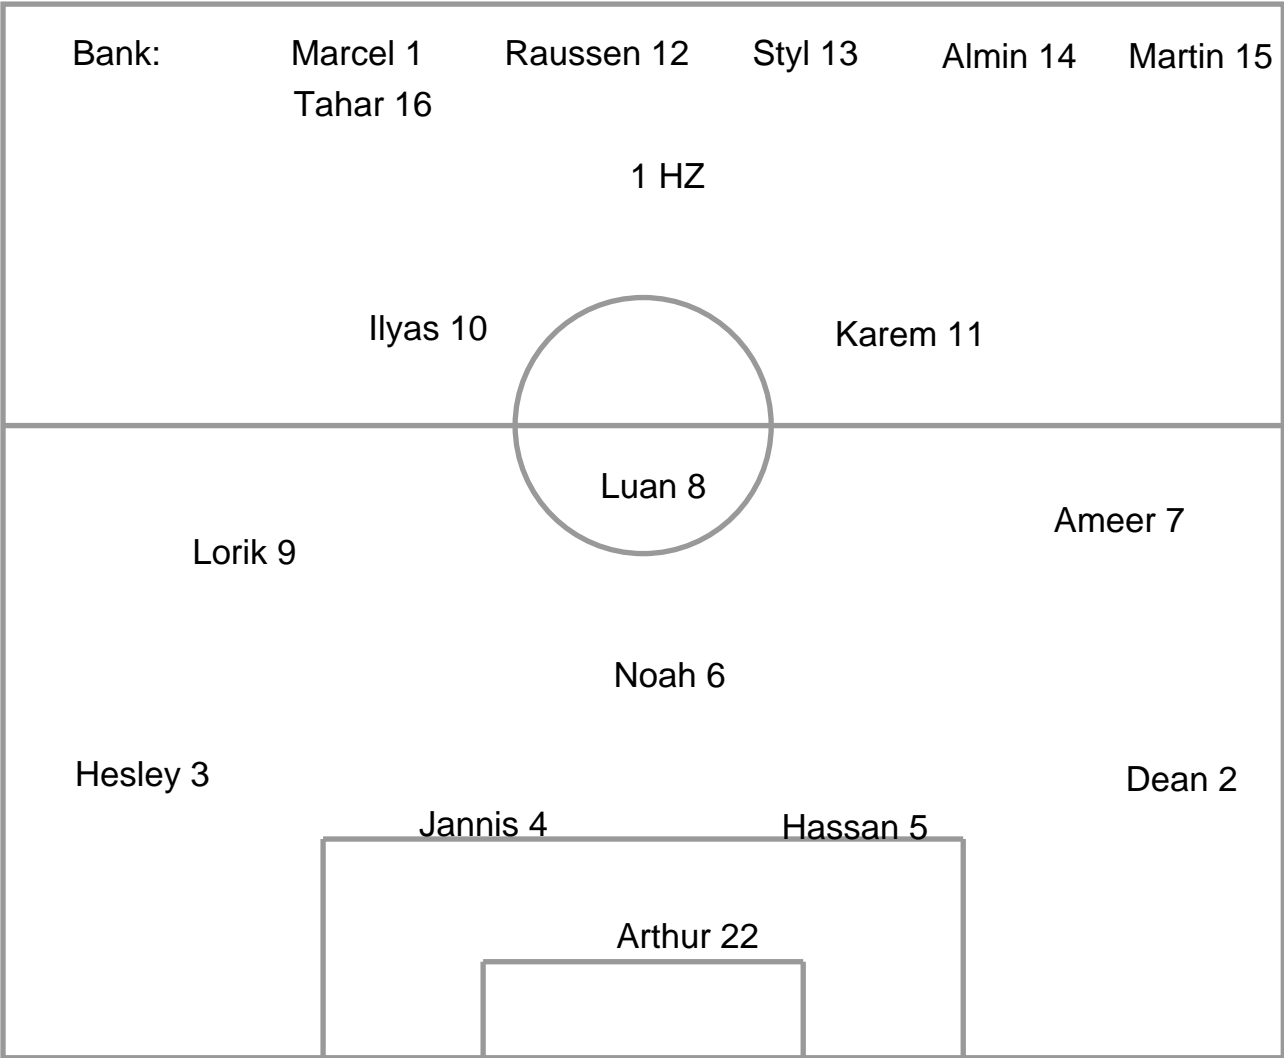 Bank: Marcel 1 Raussen 12 Styl 13 Almin 14 Martin 15
Tahar 16
1 HZ
Ilyas 10 Karem 11
Luan 8
Ameer 7
Lorik 9
Noah 6
Hesley 3 Dean 2
Jannis 4 Hassan 5
Arthur 22